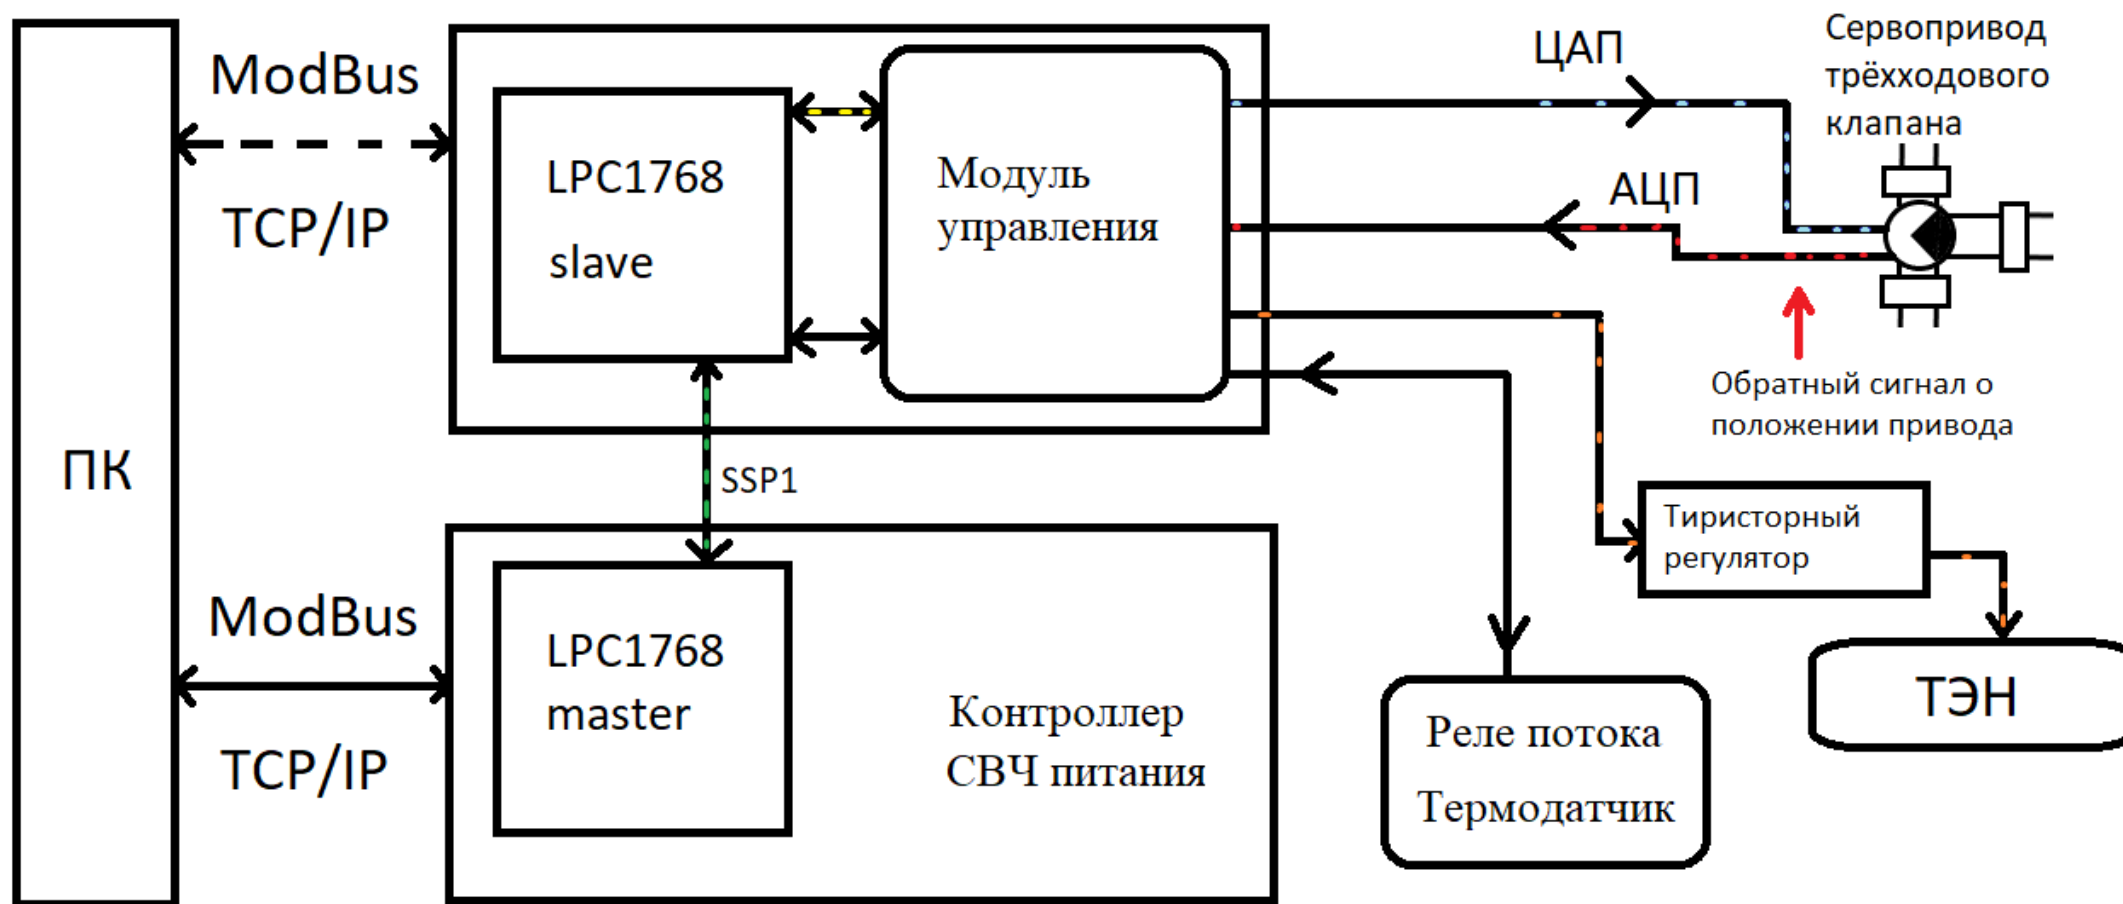 ПК
ModBus
TCP/IP
LPC1768
slave
Модуль
управления
ЦАП
АЦП
Сервопривод
трёхходового
клапана
Обратный сигнал о
положении привода
SSP1
Тиристорный
регулятор
ТЭН
ModBus
TCP/IP
LPC1768
master
Контроллер
СВЧ питания
Реле потока
Термодатчик